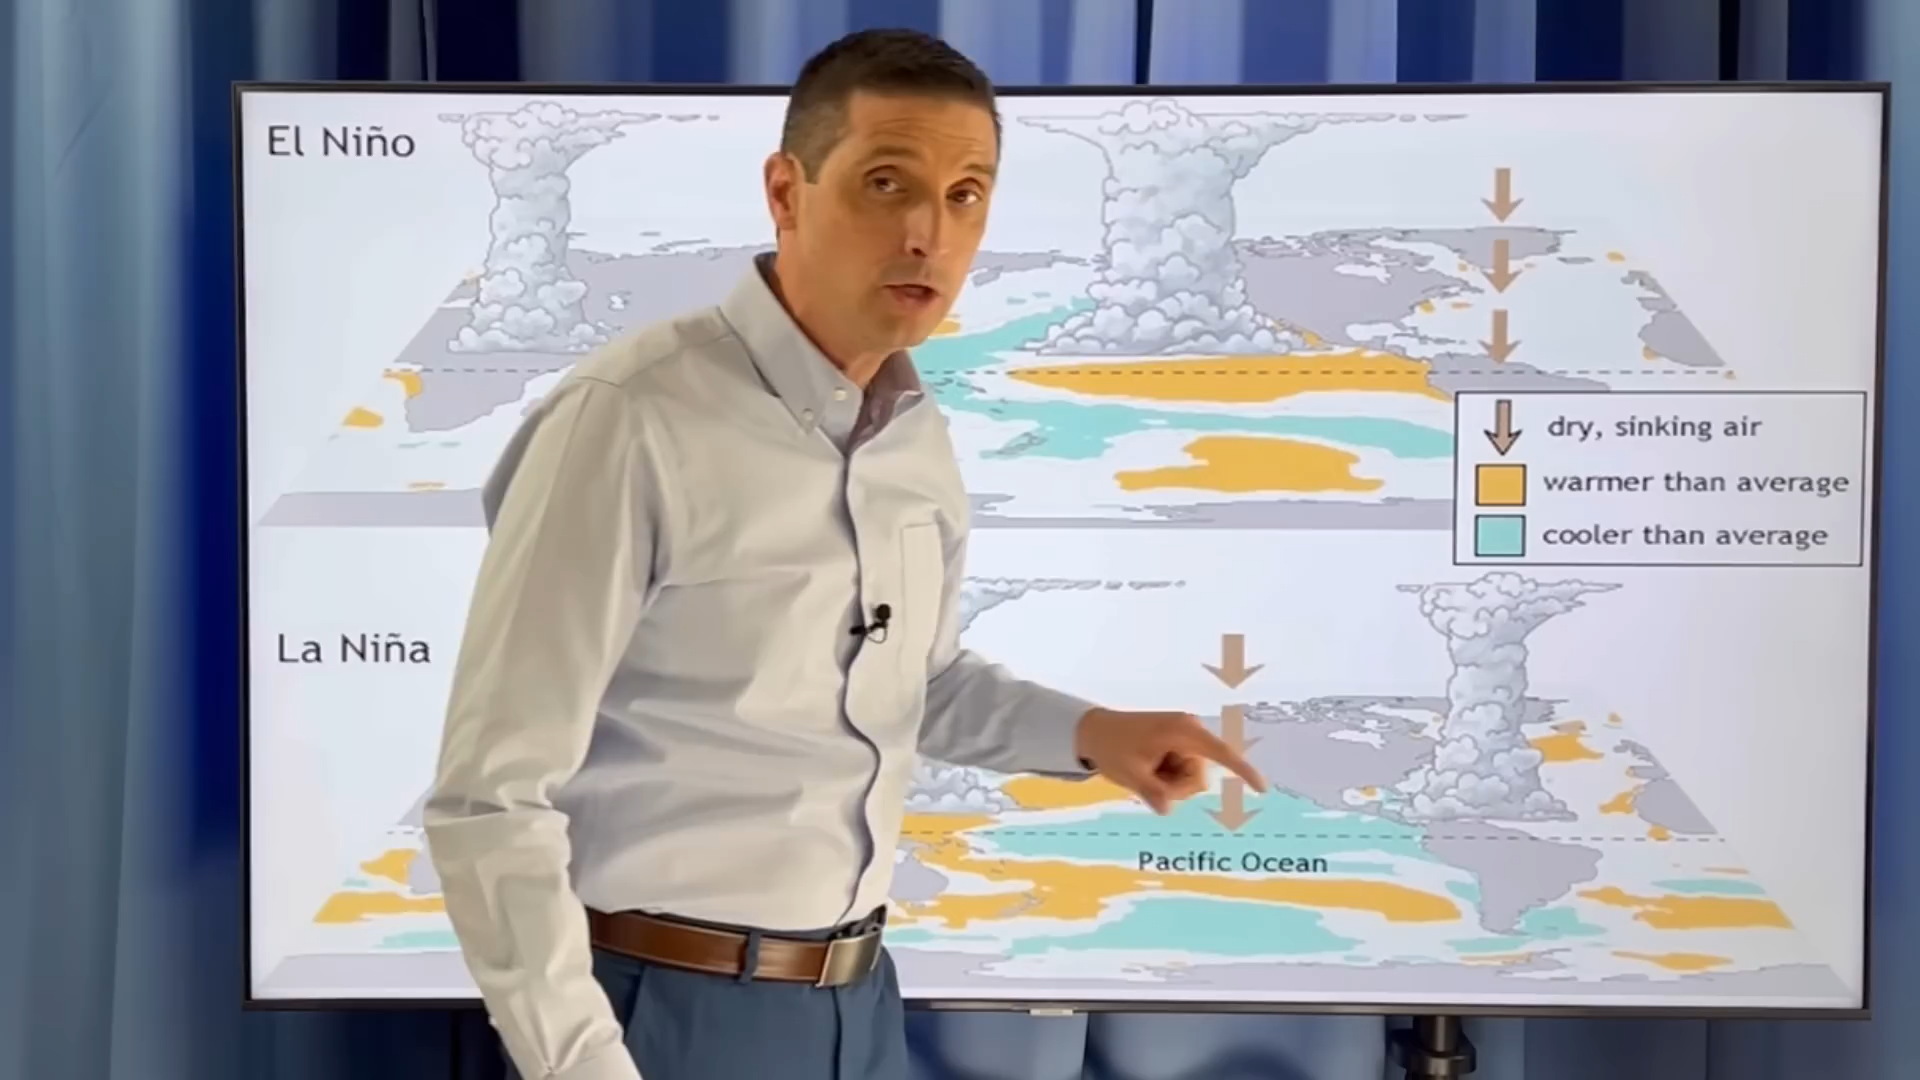 El Niño
dry, sinking air
warmer than average
cooler than average
La Niña
Pacific Ocean